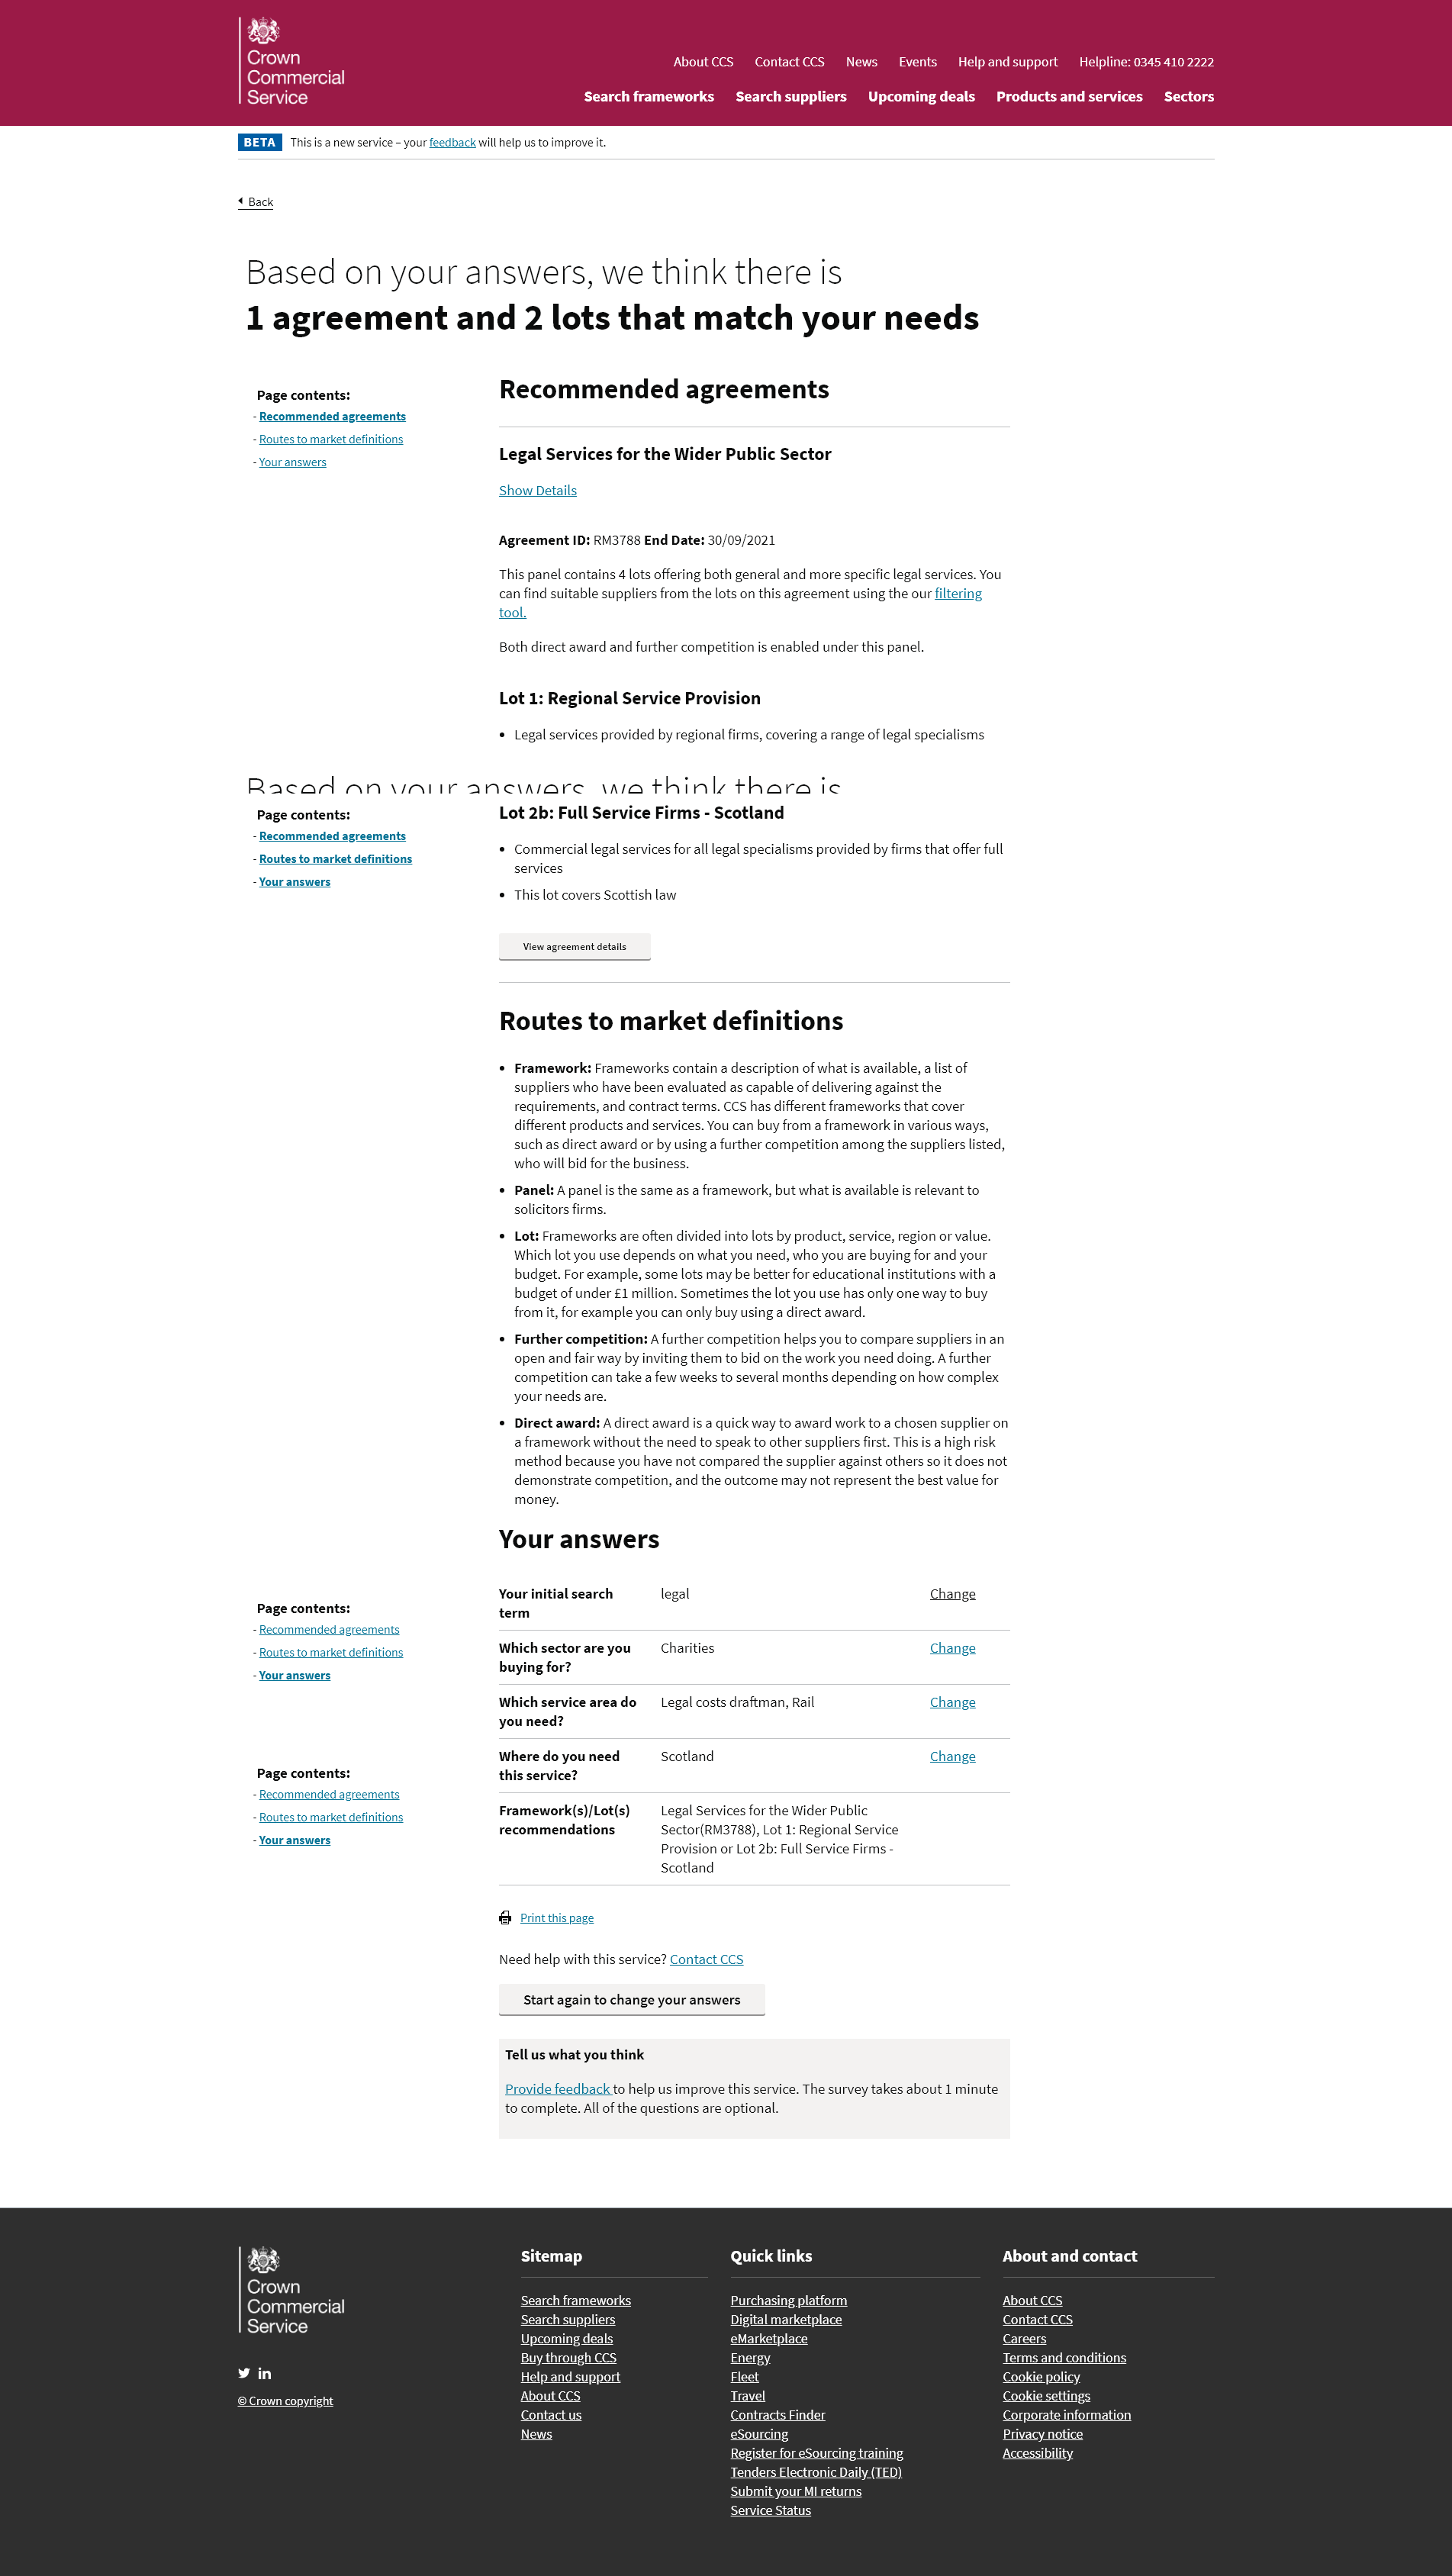 Crown
Commercial
Service
About CCS Contact CCS News Events Help and support Helpline: 0345 410 2222
Search frameworks Search suppliers Upcoming deals Products and services Sectors
BETA This is a new service – your feedback will help us to improve it.
Back
Based on your answers, we think there is
1 agreement and 2 lots that match your needs
Page contents:
- Recommended agreements
- Routes to market definitions
- Your answers
Recommended agreements
Legal Services for the Wider Public Sector
Show Details
Agreement ID: RM3788 End Date: 30/09/2021
This panel contains 4 lots offering both general and more specific legal services. You
can find suitable suppliers from the lots on this agreement using the our filtering
tool.
Both direct award and further competition is enabled under this panel.
Lot 1: Regional Service Provision
Legal services provided by regional firms, covering a range of legal specialisms
Based on your answers, we think there is
Page contents:
- Recommended agreements
- Routes to market definitions
- Your answers
Lot 2b: Full Service Firms - Scotland
Commercial legal services for all legal specialisms provided by firms that offer full
services
This lot covers Scottish law
View agreement details
Routes to market definitions
Framework: Frameworks contain a description of what is available, a list of
suppliers who have been evaluated as capable of delivering against the
requirements, and contract terms. CCS has different frameworks that cover
different products and services. You can buy from a framework in various ways,
such as direct award or by using a further competition among the suppliers listed,
who will bid for the business.
Panel: A panel is the same as a framework, but what is available is relevant to
solicitors firms.
Lot: Frameworks are often divided into lots by product, service, region or value.
Which lot you use depends on what you need, who you are buying for and your
budget. For example, some lots may be better for educational institutions with a
budget of under £1 million. Sometimes the lot you use has only one way to buy
from it, for example you can only buy using a direct award.
Further competition: A further competition helps you to compare suppliers in an
open and fair way by inviting them to bid on the work you need doing. A further
competition can take a few weeks to several months depending on how complex
your needs are.
Direct award: A direct award is a quick way to award work to a chosen supplier on
a framework without the need to speak to other suppliers first. This is a high risk
method because you have not compared the supplier against others so it does not
demonstrate competition, and the outcome may not represent the best value for
money.
Your answers
Page contents:
- Recommended agreements
- Routes to market definitions
- Your answers
Page contents:
- Recommended agreements
- Routes to market definitions
- Your answers
Your initial search
term
legal
Change
Which sector are you
buying for?
Charities
Change
Which service area do
you need?
Legal costs draftman, Rail
Change
Where do you need
this service?
Scotland
Change
Framework(s)/Lot(s)
recommendations
Legal Services for the Wider Public
Sector(RM3788), Lot 1: Regional Service
Provision or Lot 2b: Full Service Firms -
Scotland
Print this page
Need help with this service? Contact CCS
Start again to change your answers
Tell us what you think
Provide feedback to help us improve this service. The survey takes about 1 minute
to complete. All of the questions are optional.
Crown
Commercial
Service
© Crown copyright
Sitemap
Search frameworks
Search suppliers
Upcoming deals
Buy through CCS
Help and support
About CCS
Contact us
News
Quick links
Purchasing platform
Digital marketplace
eMarketplace
Energy
Fleet
Travel
Contracts Finder
eSourcing
Register for eSourcing training
Tenders Electronic Daily (TED)
Submit your MI returns
Service Status
About and contact
About CCS
Contact CCS
Careers
Terms and conditions
Cookie policy
Cookie settings
Corporate information
Privacy notice
Accessibility